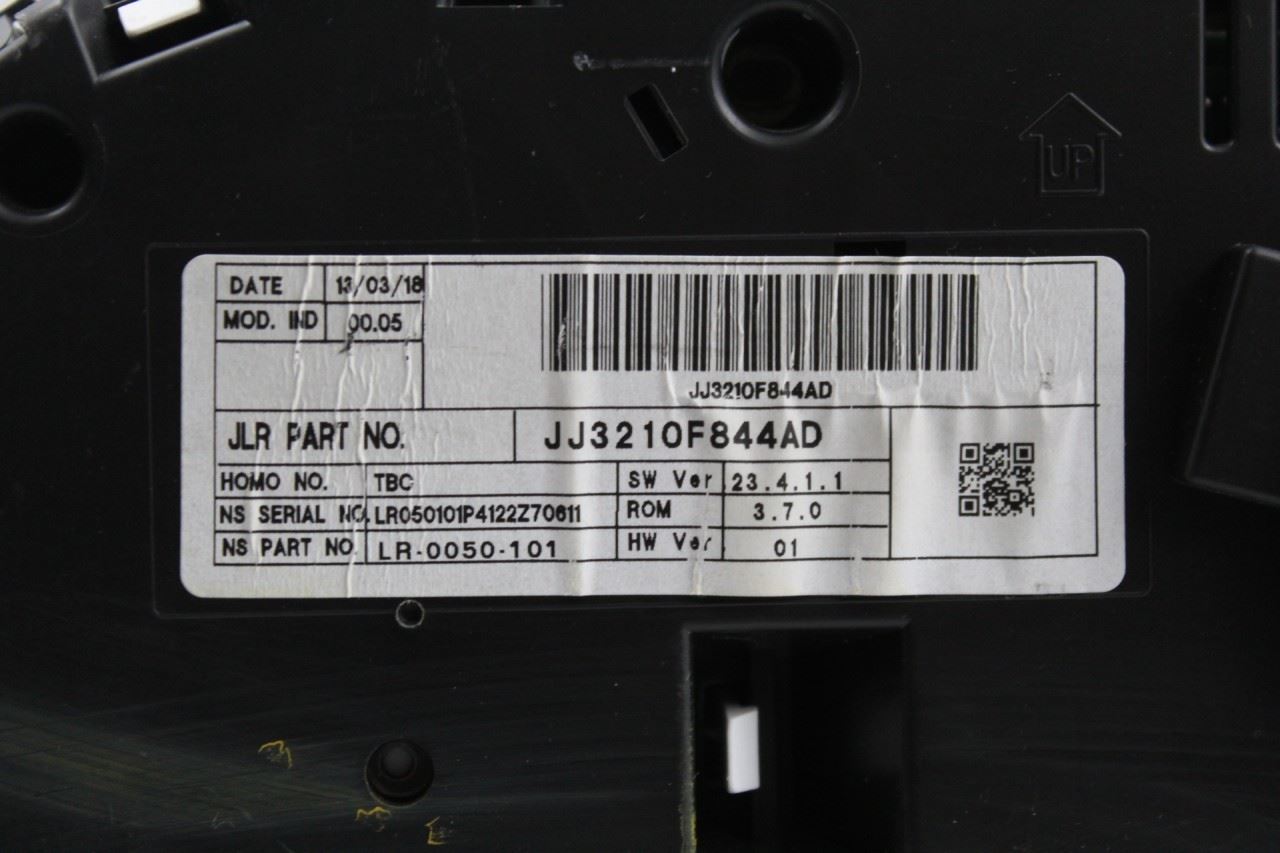 UP
DATE 13/03/18
MOD. IND 00.05
JJ3210F844AD
JLR PART NO. JJ3210F844AD
HOMO NO. TBC SW Ver 23.4.1.1
NS SERIAL NO. LR050101P4122Z70611 ROM 3.7.0
NS PART NO. LR-0050-101 HW Ver 01